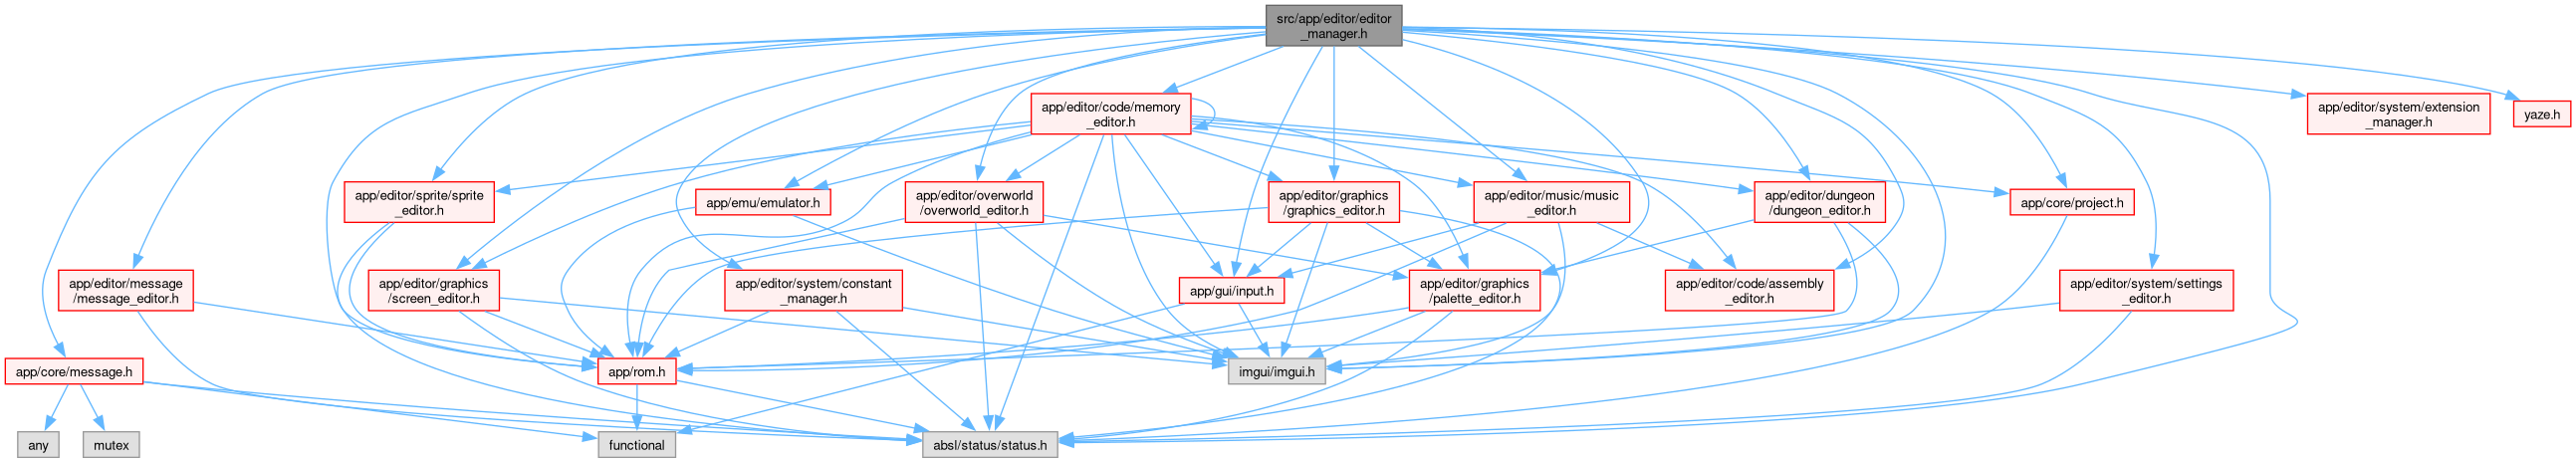 src/app/editor/editor
_manager.h
app/editor/code/memory
_editor.h
app/editor/system/extension
_manager.h
yaze.h
app/editor/sprite/sprite
_editor.h
app/emu/emulator.h
app/editor/overworld
/overworld_editor.h
app/editor/graphics
/graphics_editor.h
app/editor/music/music
_editor.h
app/editor/dungeon
/dungeon_editor.h
app/core/project.h
app/editor/message
/message_editor.h
app/editor/graphics
/screen_editor.h
app/editor/system/constant
_manager.h
app/gui/input.h
app/editor/graphics
/palette_editor.h
app/editor/code/assembly
_editor.h
app/editor/system/settings
_editor.h
app/core/message.h
app/rom.h
imgui/imgui.h
any
mutex
functional
absl/status/status.h